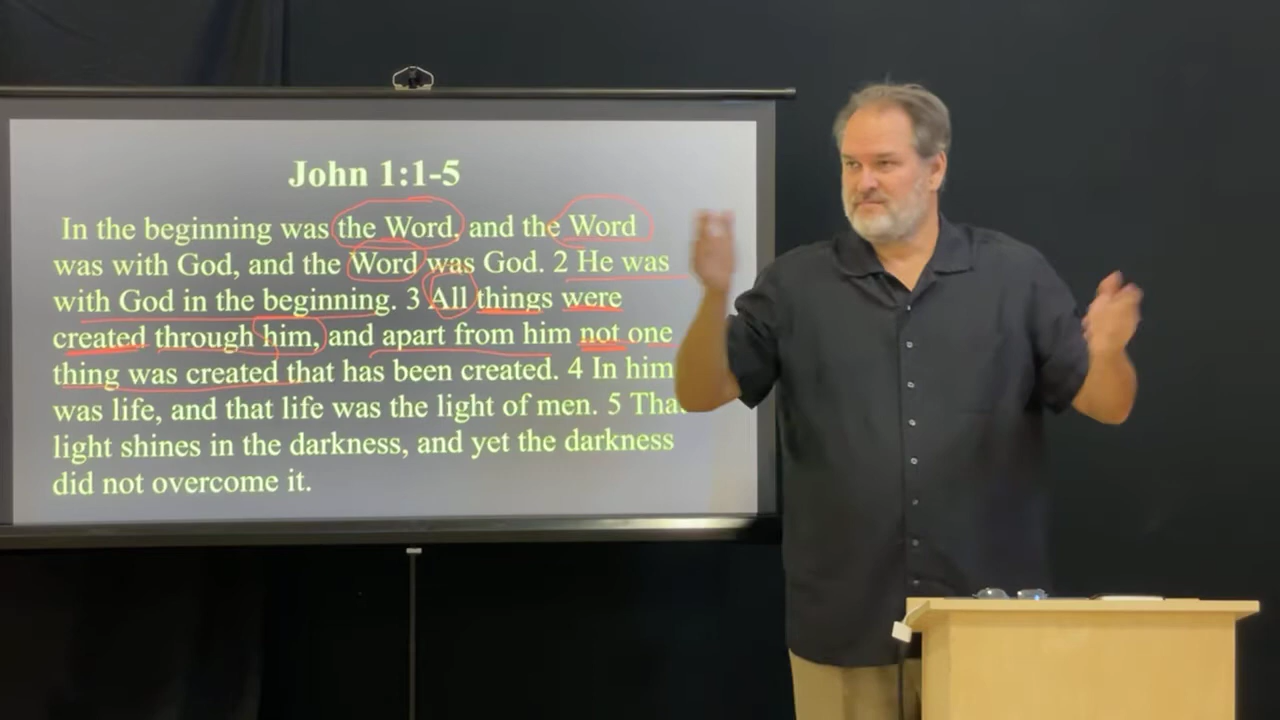 John 1:1-5
In the beginning was the Word, and the Word
was with God, and the Word was God. 2 He was
with God in the beginning. 3 All things were
created through him, and apart from him not one
thing was created that has been created. 4 In him
was life, and that life was the light of men. 5 That
light shines in the darkness, and yet the darkness
did not overcome it.